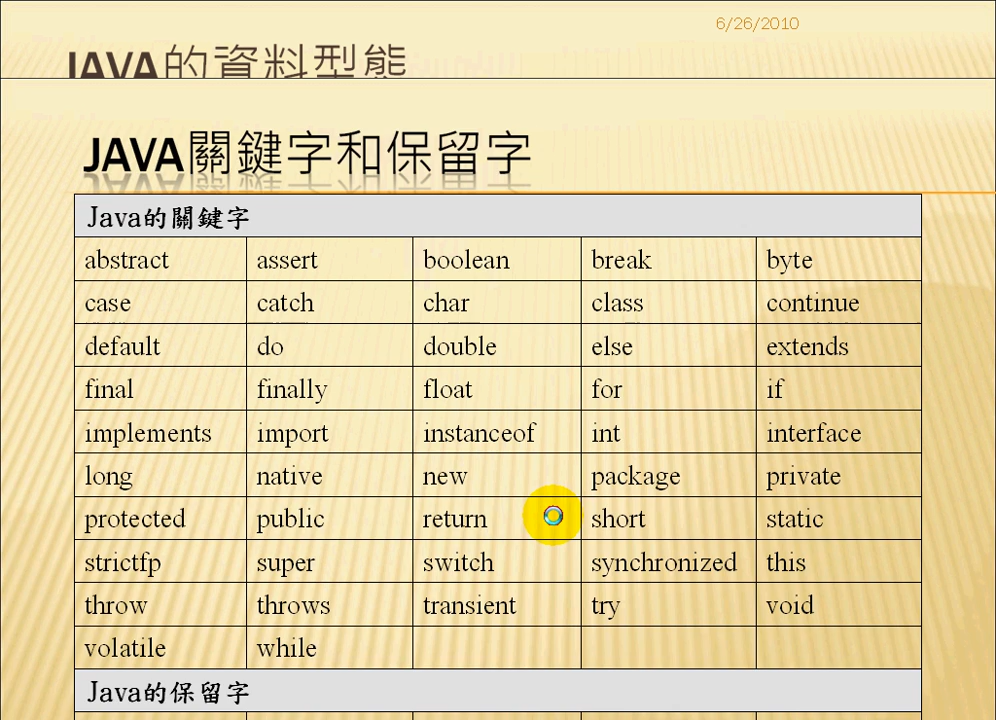 6/26/2010
JAVA的資料型態
JAVA關鍵字和保留字
Java的關鍵字
abstract assert boolean break byte
case catch char class continue
default do double else extends
final finally float for if
implements import instanceof int interface
long native new package private
protected public return short static
strictfp super switch synchronized this
throw throws transient try void
volatile while
Java的保留字